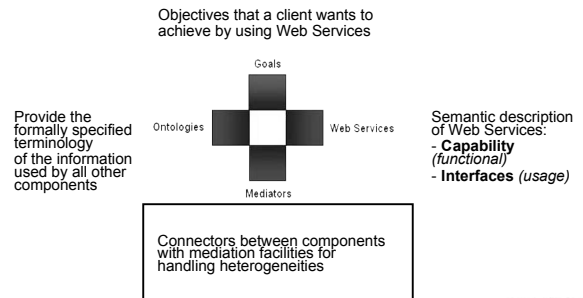 Objectives that a client wants to
achieve by using Web Services
Goals
Provide the
formally specified
terminology
of the information
used by all other
components
Ontologies
Web Services
Semantic description
of Web Services:
- Capability
(functional)
- Interfaces (usage)
Mediators
Connectors between components
with mediation facilities for
handling heterogeneities